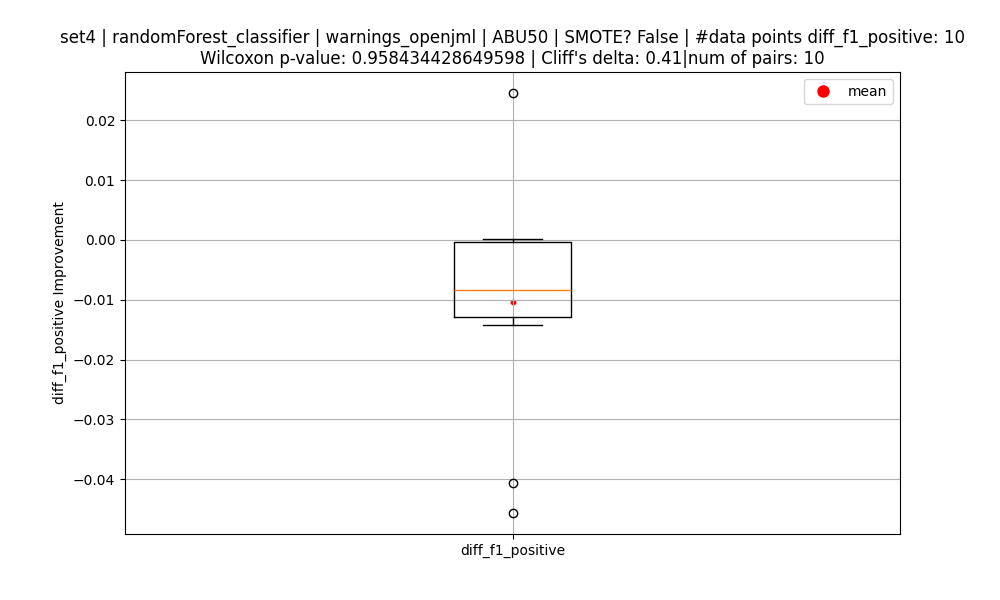 set4 | randomForest_classifier | warnings_openjml | ABU50 | SMOTE? False | #data points diff_f1_positive: 10
Wilcoxon p-value: 0.958434428649598 | Cliff's delta: 0.41|num of pairs: 10
mean
0.02
0.01
0.00
−0.01
−0.02
−0.03
−0.04
diff_f1_positive Improvement
diff_f1_positive